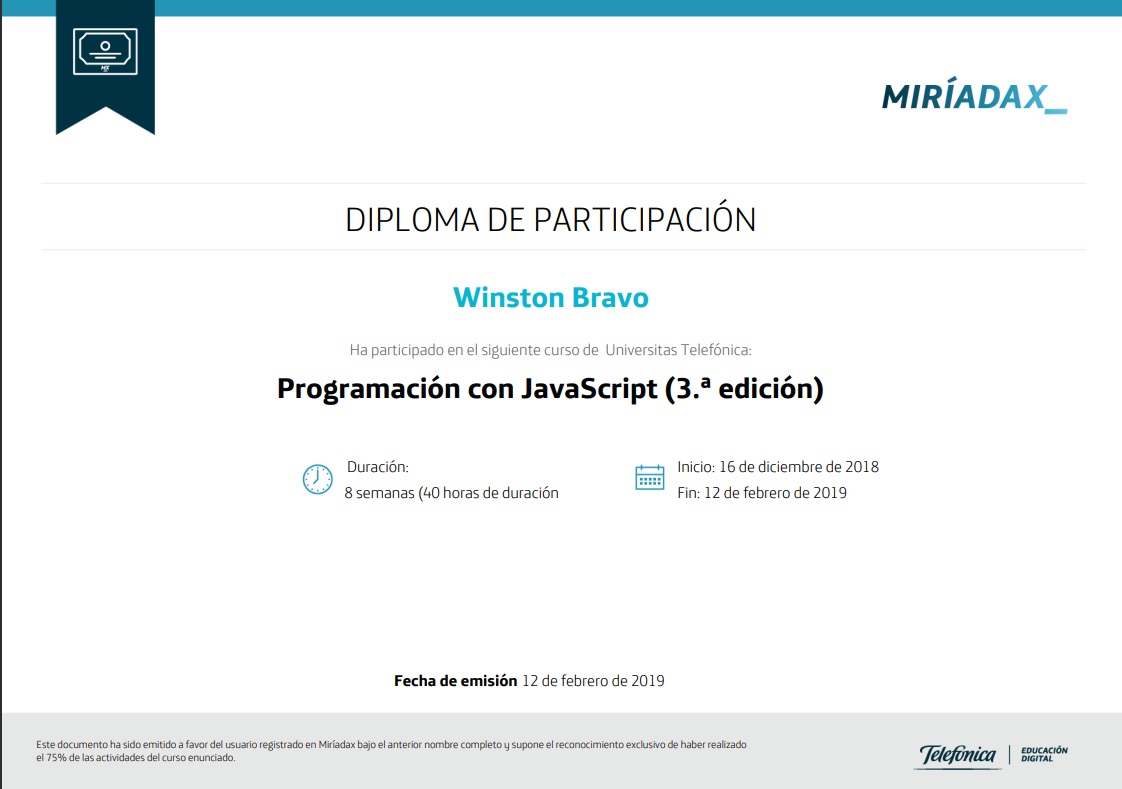 MIRÍADAX_
DIPLOMA DE PARTICIPACIÓN
Winston Bravo
Ha participado en el siguiente curso de Universitas Telefónica:
Programación con JavaScript (3.ª edición)
Duración:
8 semanas (40 horas de duración
Inicio: 16 de diciembre de 2018
Fin: 12 de febrero de 2019
Fecha de emisión 12 de febrero de 2019
Este documento ha sido emitido a favor del usuario registrado en Miríadax bajo el anterior nombre completo y supone el reconocimiento exclusivo de haber realizado
el 75% de las actividades del curso enunciado.
Telefónica
EDUCACIÓN
DIGITAL